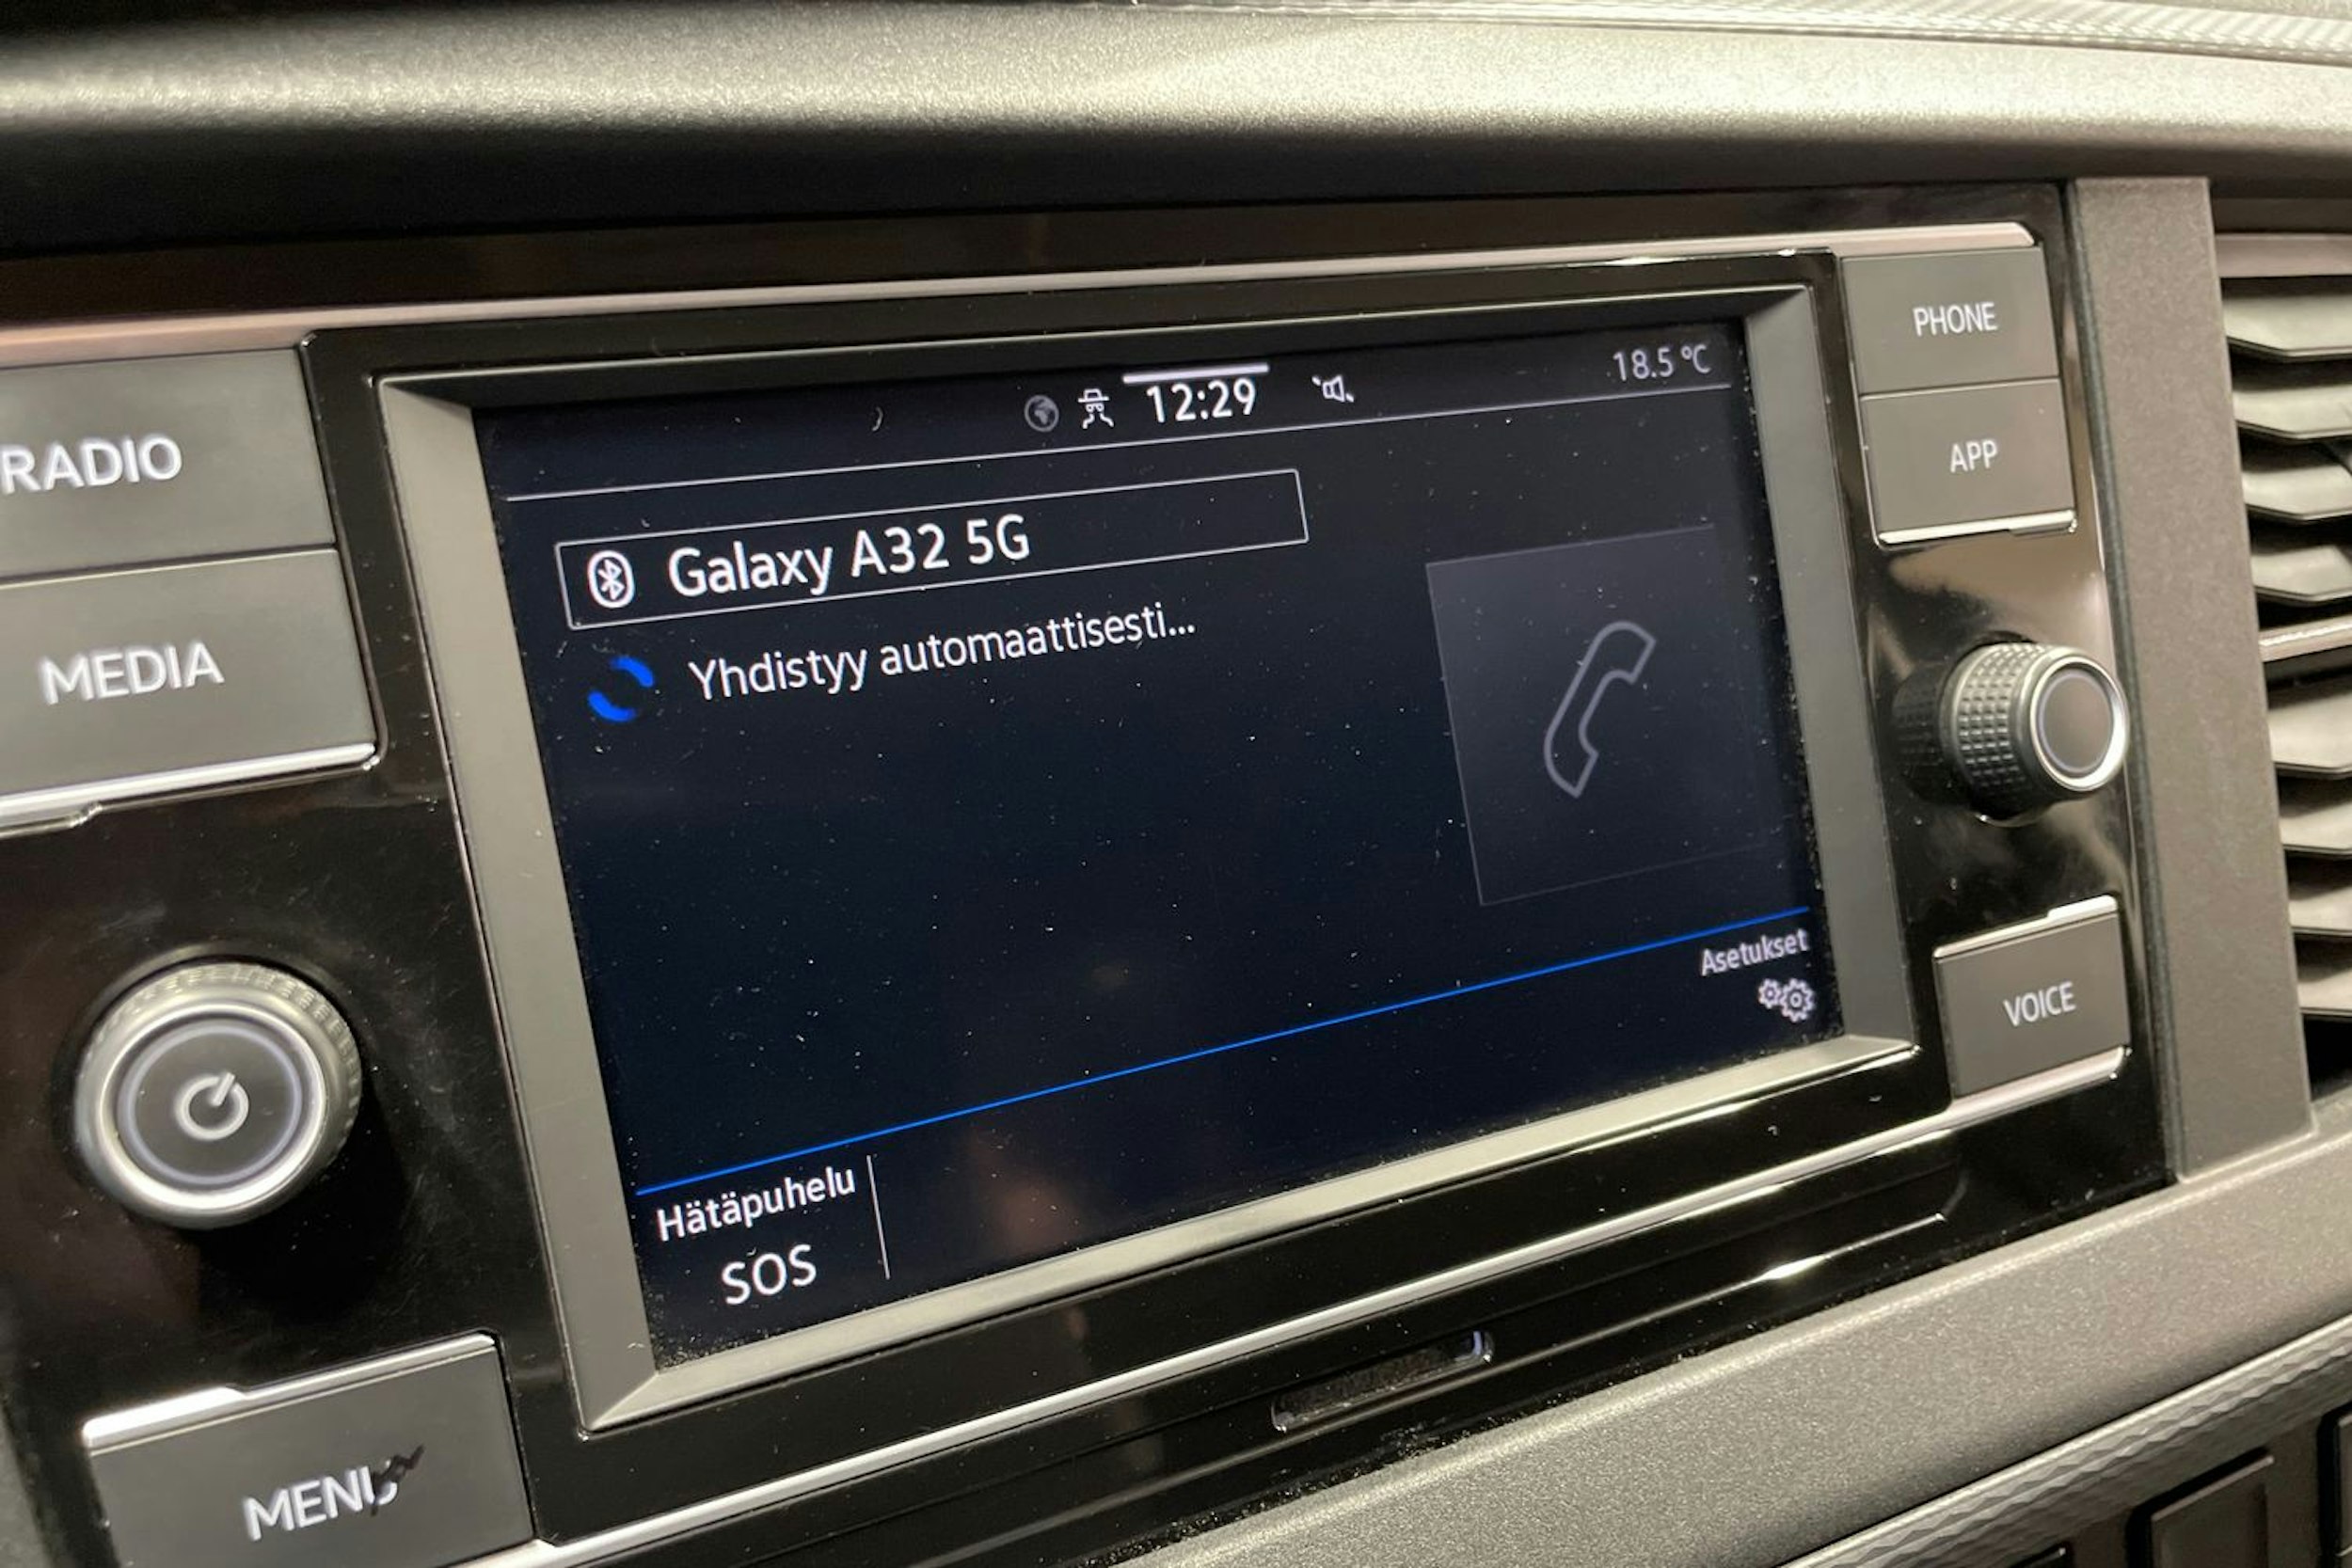 RADIO
MEDIA
MENU
12:29
18.5 °C
Galaxy A32 5G
Yhdistyy automaattisesti...
Asetukset
Hätäpuhelu
SOS
PHONE
APP
VOICE